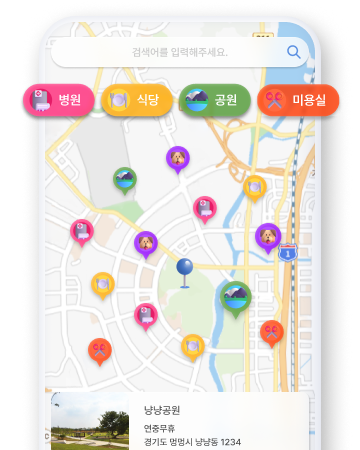 검색어를 입력해주세요.
병원
식당
공원
미용실
1
냥냥공원
연중무휴
경기도 멍멍시 냥냥동 1234